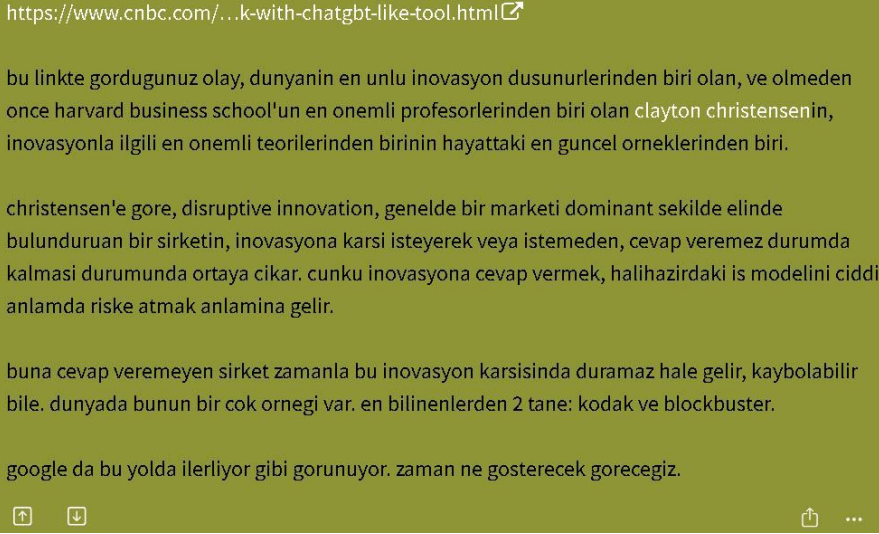 https://www.cnbc.com/…k-with-chatgbt-like-tool.html
bu linkte gordugunuz olay, dunyanin en unlu inovasyon dusunurlerinden biri olan, ve olmeden
once harvard business school'un en onemli profesorlerinden biri olan clayton christensenin,
inovasyonla ilgili en onemli teorilerinden birinin hayattaki en guncel orneklerinden biri.
christensen'e gore, disruptive innovation, genelde bir marketi dominant sekilde elinde
bulunduruan bir sirketin, inovasyona karsi isteyerek veya istemeden, cevap veremez durumda
kalmasi durumunda ortaya cikar. cunku inovasyona cevap vermek, halihazirdaki is modelini ciddi
anlamda riske atmak anlamina gelir.
buna cevap veremeyen sirket zamanla bu inovasyon karsisinda duramaz hale gelir, kaybolabilir
bile. dunyada bunun bir cok ornegi var. en bilinenlerden 2 tane: kodak ve blockbuster.
google da bu yolda ilerliyor gibi gorunuyor. zaman ne gosterecek gorecegiz.